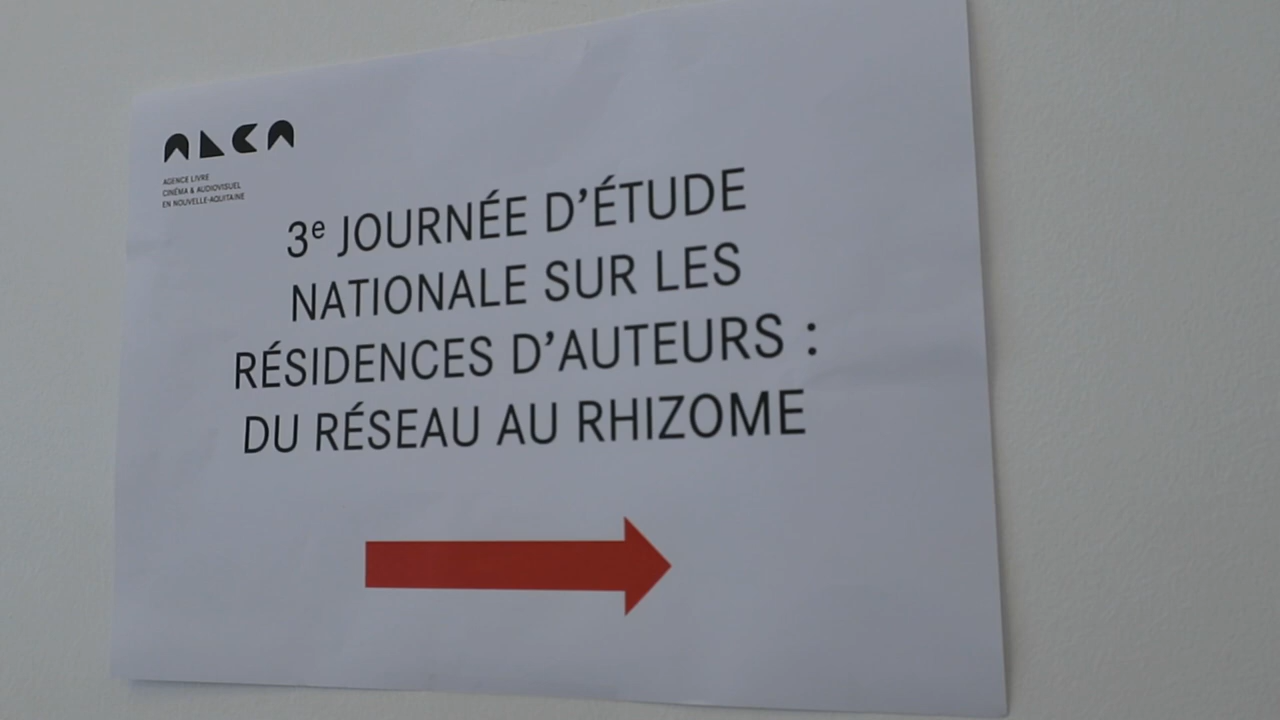 ALCA
AGENCE LIVRE
CINÉMA & AUDIOVISUEL
EN NOUVELLE-AQUITAINE
3e JOURNÉE D'ÉTUDE
NATIONALE SUR LES
RÉSIDENCES D'AUTEURS :
DU RÉSEAU AU RHIZOME